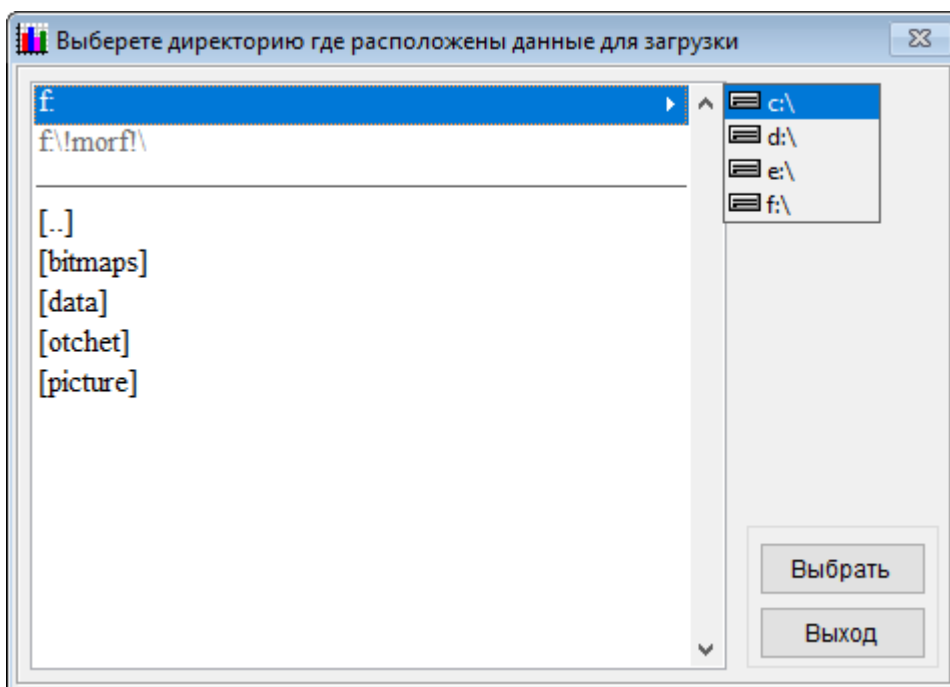 Выберете директорию где расположены данные для загрузки
f:
f:\!morf!\
[..]
[bitmaps]
[data]
[otchet]
[picture]
c:\
d:\
e:\
f:\
Выбрать
Выход